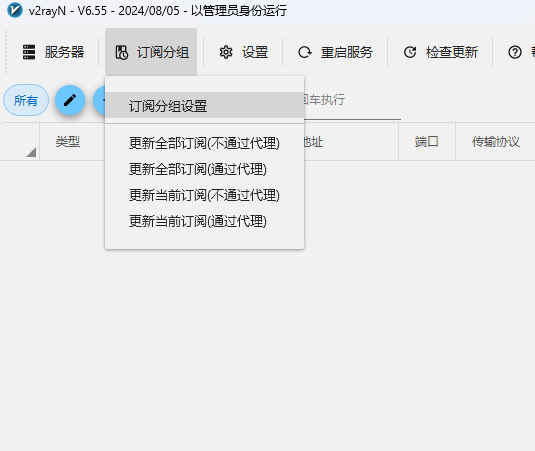 v2rayN - V6.55 - 2024/08/05 - 以管理员身份运行
服务器 订阅分组 设置 重启服务 检查更新
所有 回车执行
订阅分组设置
类型 地址 端口 传输协议
更新全部订阅(不通过代理)
更新全部订阅(通过代理)
更新当前订阅(不通过代理)
更新当前订阅(通过代理)